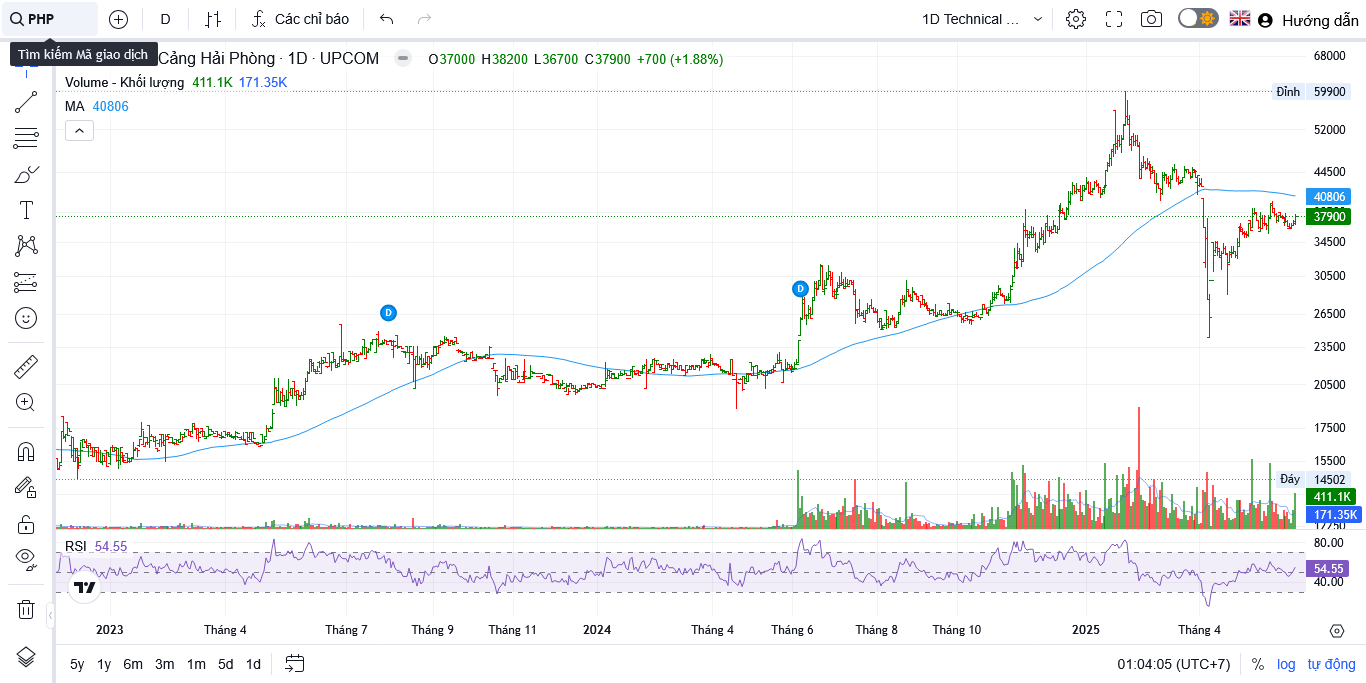 PHP
D
Các chỉ báo
1D Technical ...
Hướng dẫn
Tìm kiếm Mã giao dịch
Cảng Hải Phòng · 1D · UPCOM
O37000 H38200 L36700 C37900 +700 (+1.88%)
Volume - Khối lượng 411.1K 171.35K
MA 40806
68000
Đỉnh 59900
52000
44500
40806
37900
34500
30500
26500
23500
20500
17500
15500
Đáy 14502
411.1K
171.35K
D
D
RSI 54.55
80.00
54.55
40.00
2023 Tháng 4 Tháng 7 Tháng 9 Tháng 11 2024 Tháng 4 Tháng 6 Tháng 8 Tháng 10 2025 Tháng 4
5y 1y 6m 3m 1m 5d 1d
01:04:05 (UTC+7) % log tự động